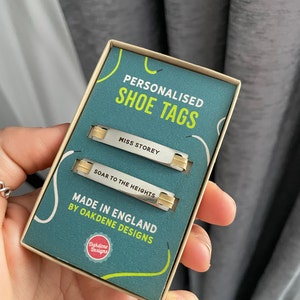 PERSONALISED
SHOE TAGS
MISS STOREY
SOAR TO THE HEIGHTS
MADE IN ENGLAND
BY OAKDENE DESIGNS
Oakdene
Designs